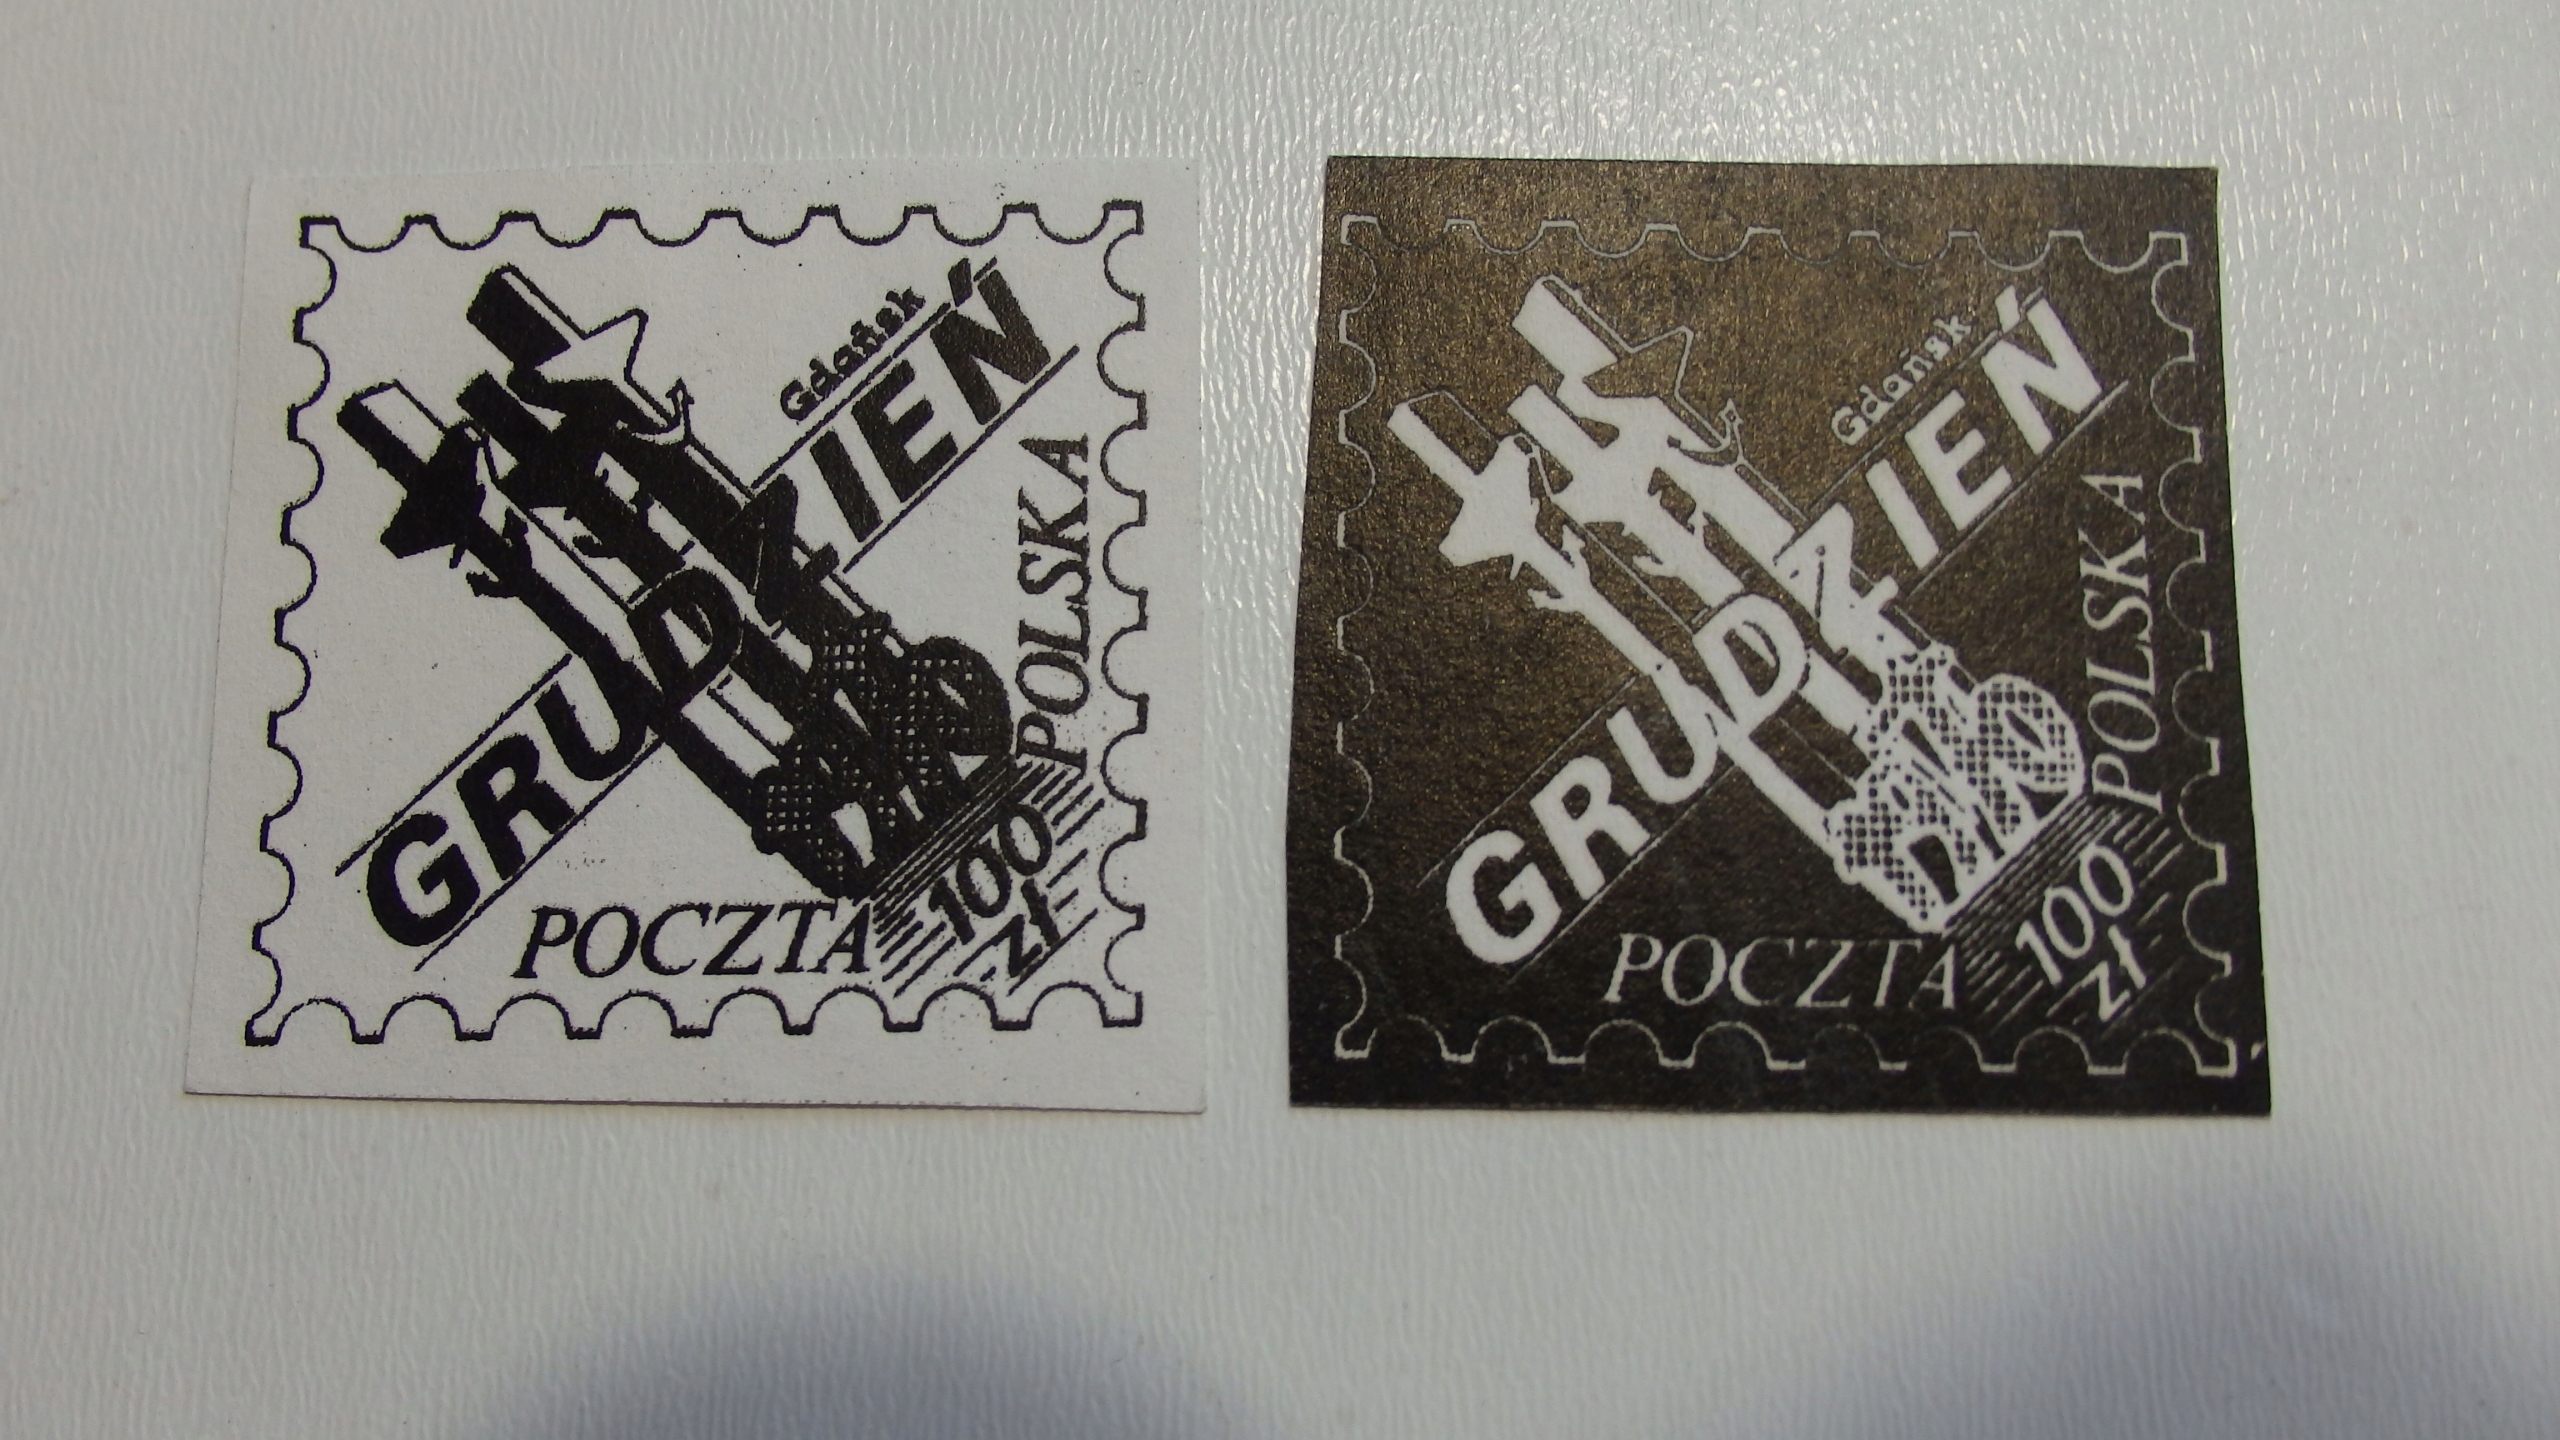 Gdańsk
GRUDZIEŃ
POCZTA
POLSKA
100
zł
Gdańsk
GRUDZIEŃ
POCZTA
POLSKA
100
zł